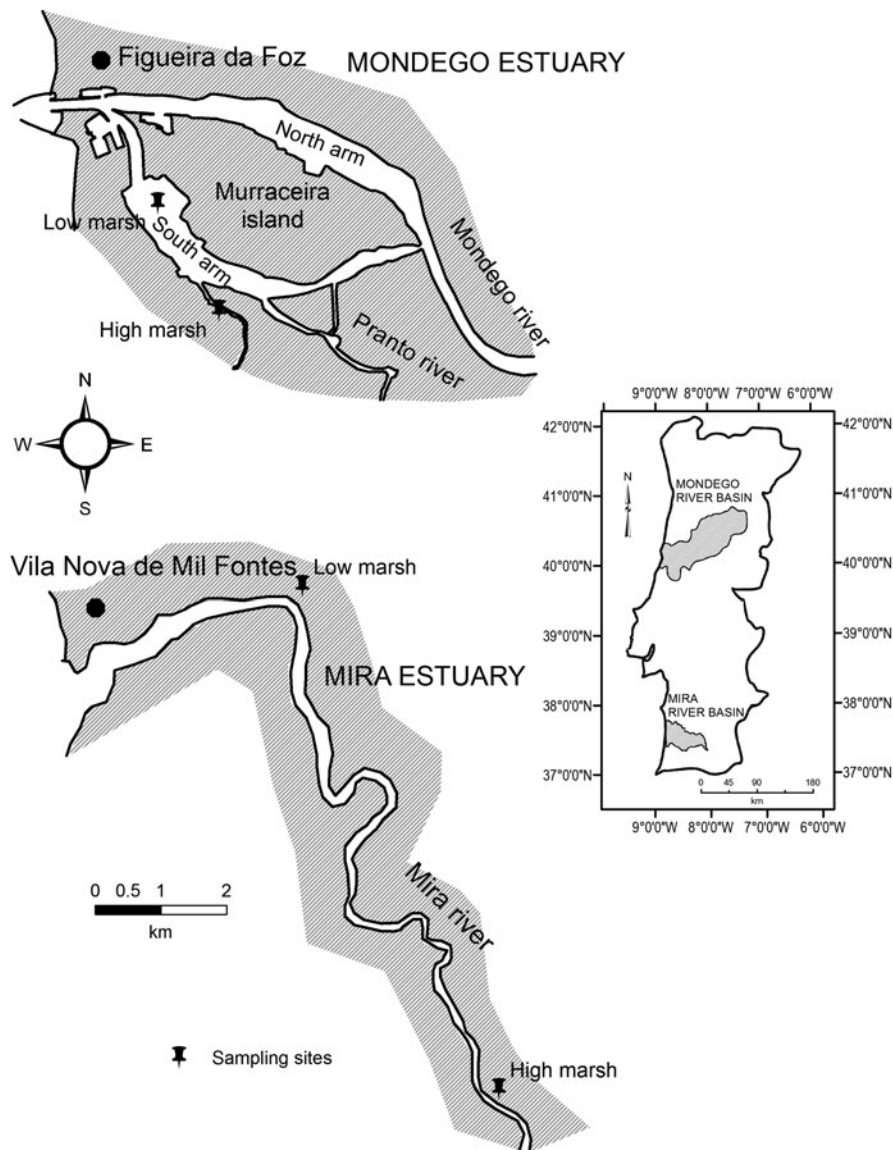 Figueira da Foz
MONDEGO ESTUARY
North arm
Murraceira
island
Low marsh
South arm
Mondego river
High marsh
Pranto river
N
W
E
S
Vila Nova de Mil Fontes
Low marsh
MIRA ESTUARY
Mira river
0 0.5 1 2
km
High marsh
Sampling sites
9°0'0"W 8°0'0"W 7°0'0"W 6°0'0"W
42°0'0"N 42°0'0"N
N
MONDEGO
RIVER BASIN
41°0'0"N 41°0'0"N
40°0'0"N 40°0'0"N
39°0'0"N 39°0'0"N
38°0'0"N 38°0'0"N
MIRA
RIVER BASIN
37°0'0"N 37°0'0"N
0 45 90 180
km
9°0'0"W 8°0'0"W 7°0'0"W 6°0'0"W